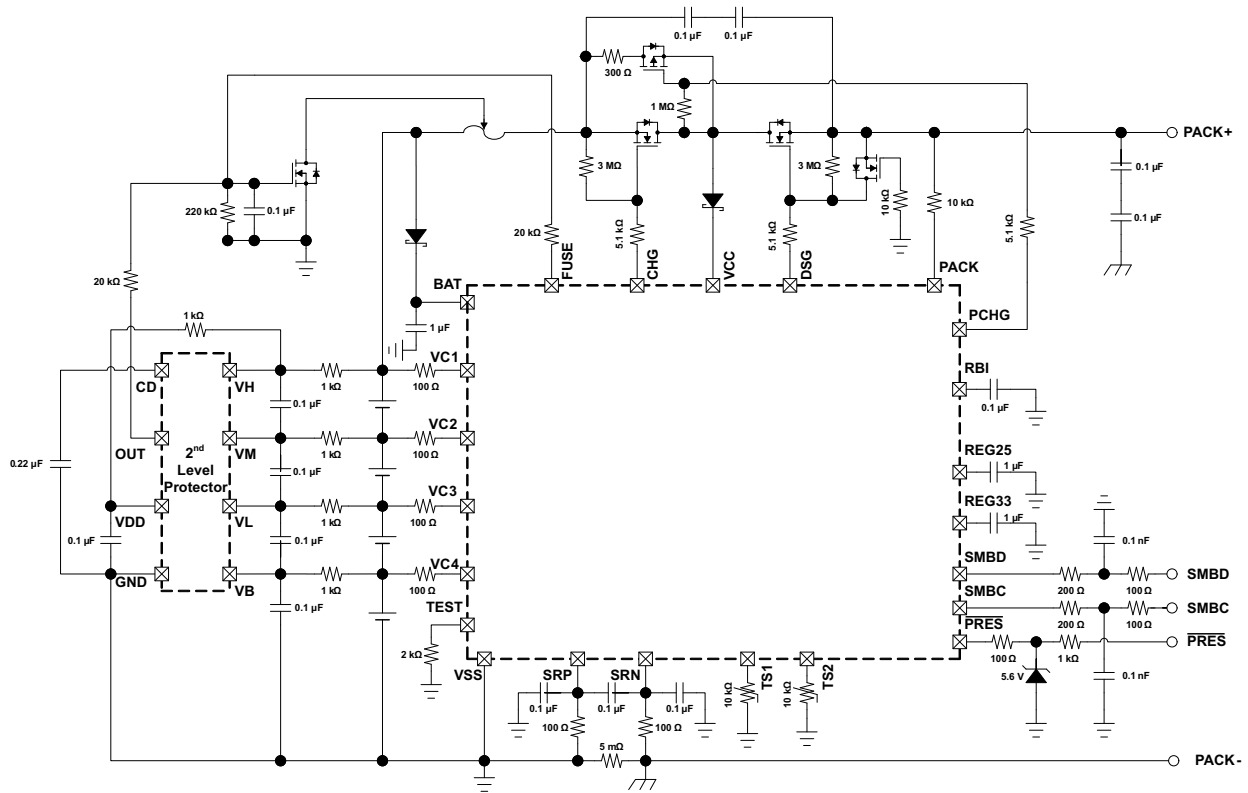 0.1 µF
0.1 µF
300 Ω
1 MΩ
PACK+
3 MΩ
3 MΩ
0.1 µF
220 kΩ
0.1 µF
10 kΩ
10 kΩ
0.1 µF
20 kΩ
5.1 kΩ
5.1 kΩ
5.1 kΩ
20 kΩ
FUSE
CHG
VCC
DSG
PACK
BAT
PCHG
1 kΩ
1 µF
VC1
CD
VH
1 kΩ
100 Ω
RBI
0.1 µF
0.1 µF
VC2
OUT
2nd
Level
Protector
VM
1 kΩ
100 Ω
0.22 µF
REG25
1 µF
0.1 µF
VC3
VDD
VL
1 kΩ
100 Ω
REG33
1 µF
0.1 µF
0.1 µF
0.1 nF
VC4
SMBD
SMBD
GND
VB
1 kΩ
100 Ω
200 Ω
100 Ω
SMBC
SMBC
0.1 µF
TEST
200 Ω
100 Ω
PRES
PRES
2 kΩ
VSS
100 Ω
1 kΩ
SRP
SRN
TS1
TS2
5.6 V
0.1 nF
0.1 µF
0.1 µF
0.1 µF
10 kΩ
10 kΩ
100 Ω
100 Ω
5 mΩ
PACK-